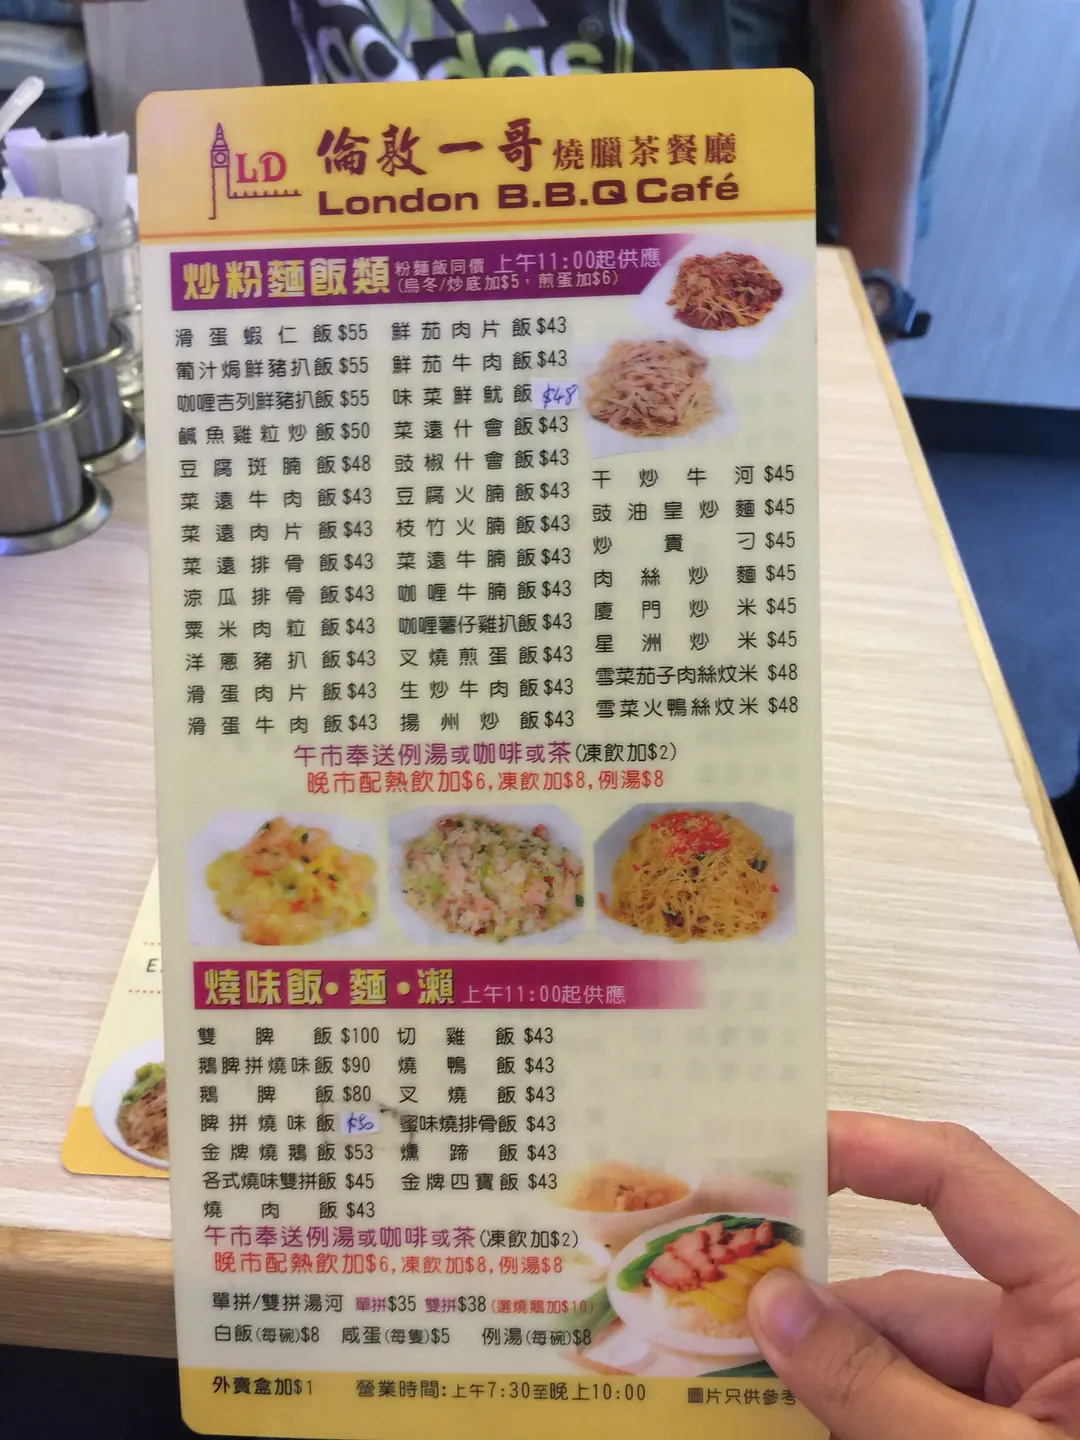 LD
倫敦一哥燒臘茶餐廳
London B.B.Q Café
炒粉麵飯類 粉麵飯同價 上午11:00起供應
(烏冬/炒底加$5，煎蛋加$6)
滑蛋蝦仁飯$55
葡汁焗鮮豬扒飯$55
咖喱吉列鮮豬扒飯$55
鹹魚雞粒炒飯$50
豆腐斑腩飯$48
菜遠牛肉飯$43
菜遠肉片飯$43
菜遠排骨飯$43
涼瓜排骨飯$43
粟米肉粒飯$43
洋蔥豬扒飯$43
滑蛋肉片飯$43
滑蛋牛肉飯$43
鮮茄肉片飯$43
鮮茄牛肉飯$43
味菜鮮魷飯$48
菜遠什會飯$43
豉椒什會飯$43
豆腐火腩飯$43
枝竹火腩飯$43
菜遠牛腩飯$43
咖喱牛腩飯$43
咖喱薯仔雞扒飯$43
叉燒煎蛋飯$43
生炒牛肉飯$43
揚州炒飯$43
干炒牛河$45
豉油皇炒麵$45
炒貴刁$45
肉絲炒麵$45
廈門炒米$45
星洲炒米$45
雪菜茄子肉絲炆米$48
雪菜火鴨絲炆米$48
午市奉送例湯或咖啡或茶(凍飲加$2)
晚市配熱飲加$6,凍飲加$8,例湯$8
燒味飯•麵•瀨 上午11:00起供應
雙髀飯$100
鵝髀拼燒味飯$90
鵝髀飯$80
髀拼燒味飯$50
金牌燒鵝飯$53
各式燒味雙拼飯$45
燒肉飯$43
切雞飯$43
燒鴨飯$43
叉燒飯$43
蜜味燒排骨飯$43
燻蹄飯$43
金牌四寶飯$43
午市奉送例湯或咖啡或茶(凍飲加$2)
晚市配熱飲加$6,凍飲加$8,例湯$8
單拼/雙拼湯河 單拼$35 雙拼$38(選燒鵝加$10)
白飯(每碗)$8 咸蛋(每隻)$5 例湯(每碗)$8
外賣盒加$1 營業時間:上午7:30至晚上10:00 圖片只供參考